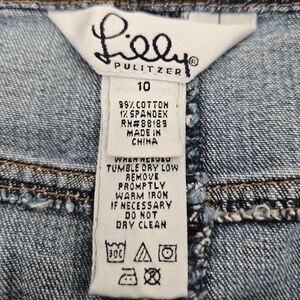 Lilly®
PULITZER
10
99% COTTON
1% SPANDEX
RN#88189
MADE IN
CHINA
WHEN NEEDED
TUMBLE DRY LOW
REMOVE
PROMPTLY
WARM IRON
IF NECESSARY
DO NOT
DRY CLEAN
30C